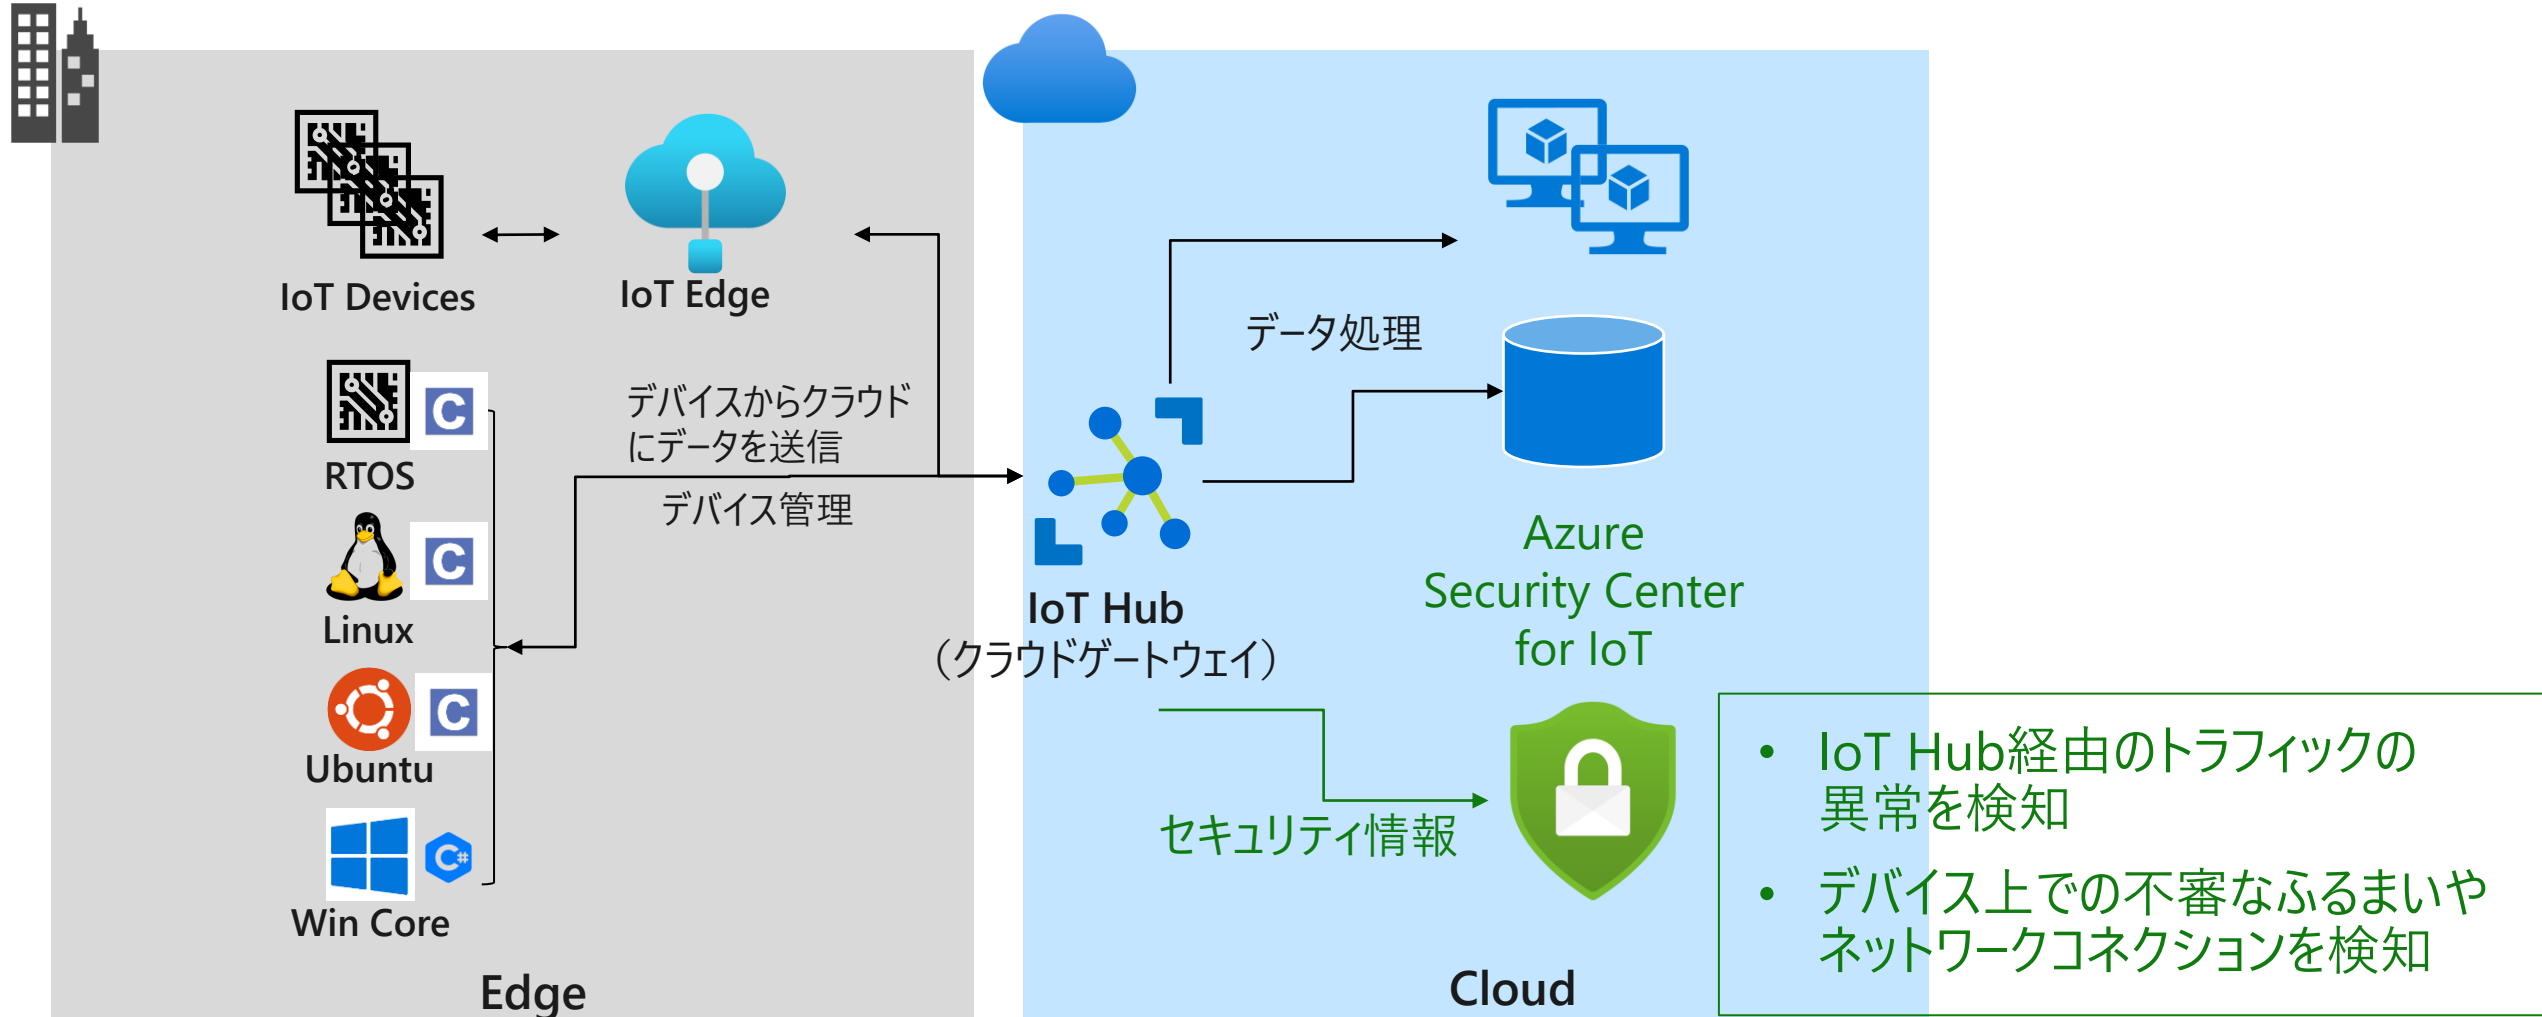 IoT Devices
IoT Edge
RTOS
C
Linux
C
Ubuntu
C
Win Core
C#
Edge
デバイスからクラウド
にデータを送信
デバイス管理
IoT Hub
（クラウドゲートウェイ）
データ処理
Azure
Security Center
for IoT
セキュリティ情報
Cloud
• IoT Hub経由のトラフィックの
異常を検知
• デバイス上での不審なふるまいや
ネットワークコネクションを検知